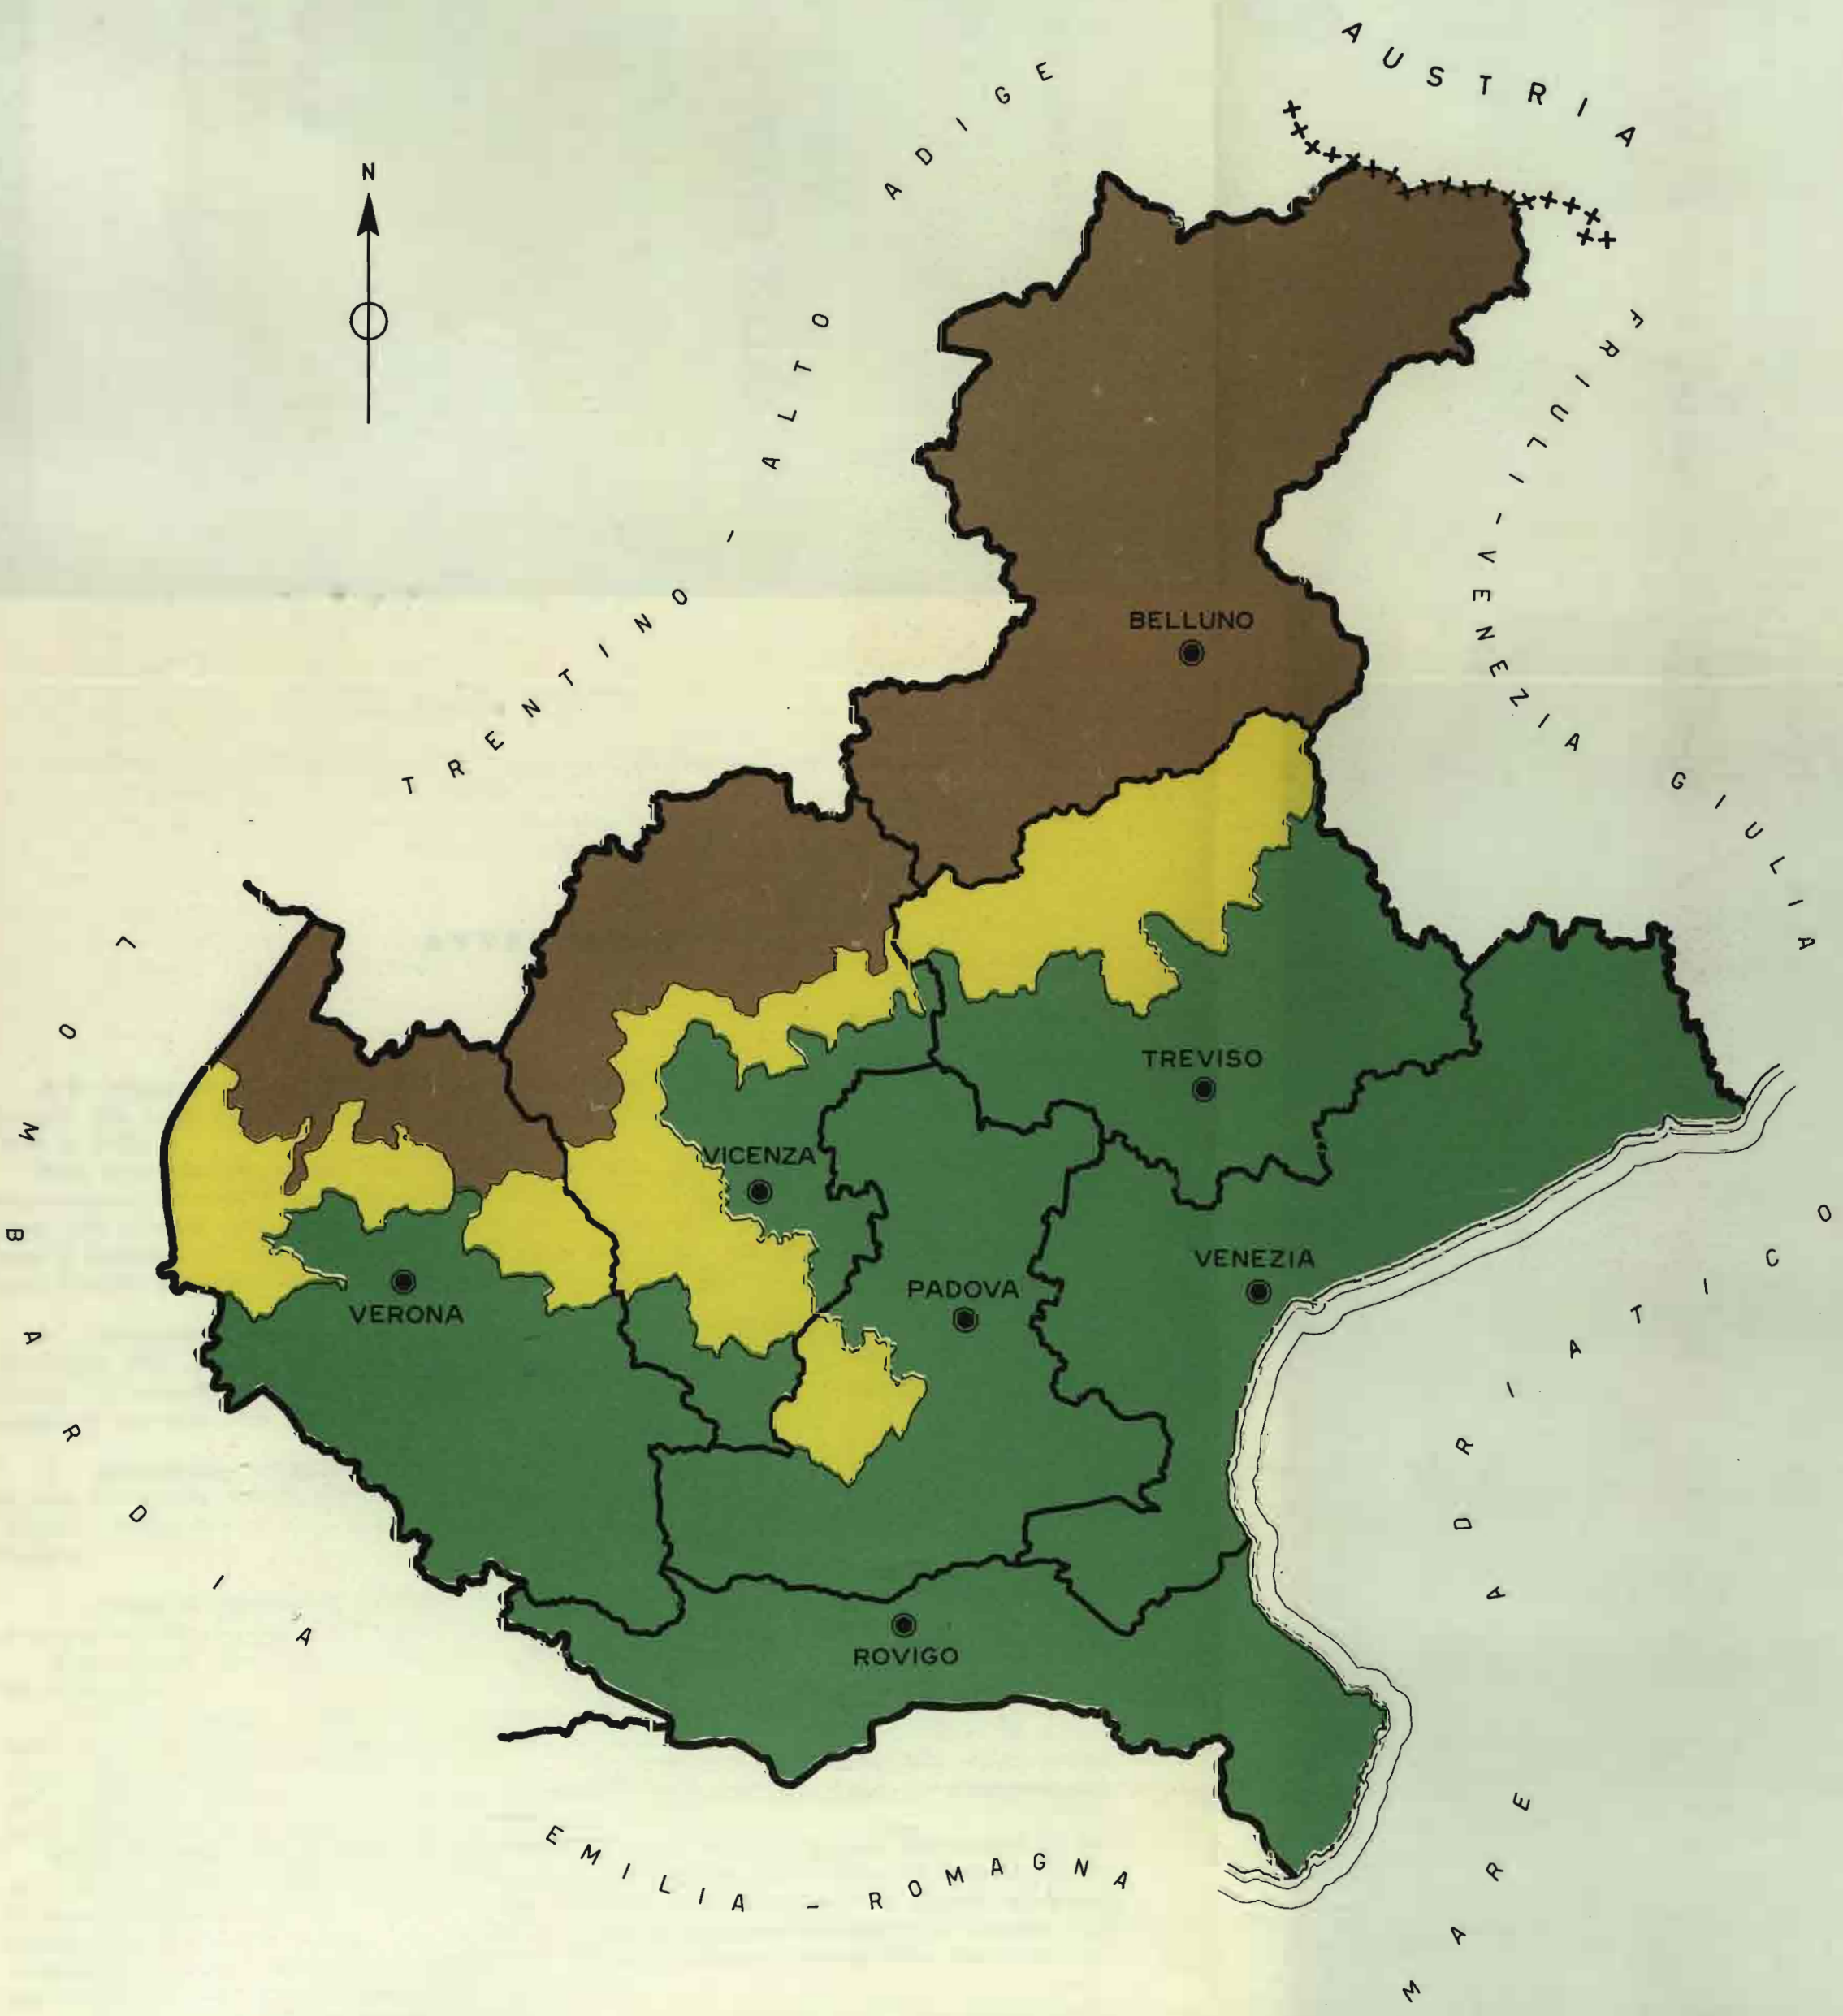 AUSTRIA
N
TRENTINO - ALTO ADIGE
FRIULI-VENEZIA GIULIA
BELLUNO
LOMBARDIA
TREVISO
VICENZA
VENEZIA
PADOVA
VERONA
MARE ADRIATICO
ROVIGO
EMILIA - ROMAGNA